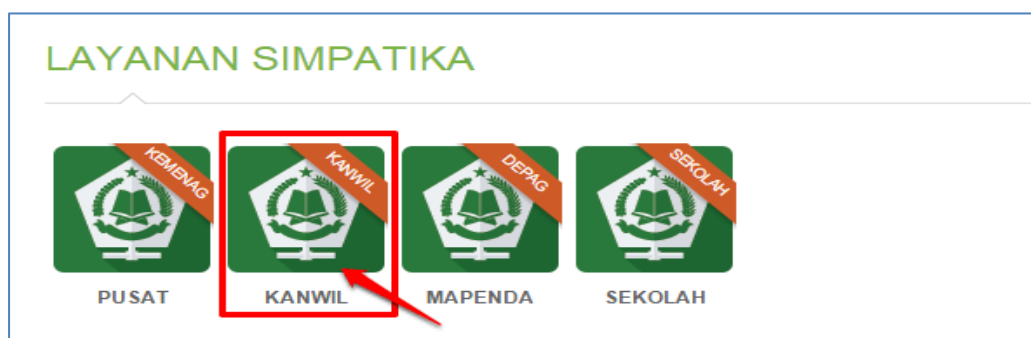 LAYANAN SIMPATIKA
KEMENAG KANWIL DEPAG SEKOLAH
PUSAT KANWIL MAPENDA SEKOLAH